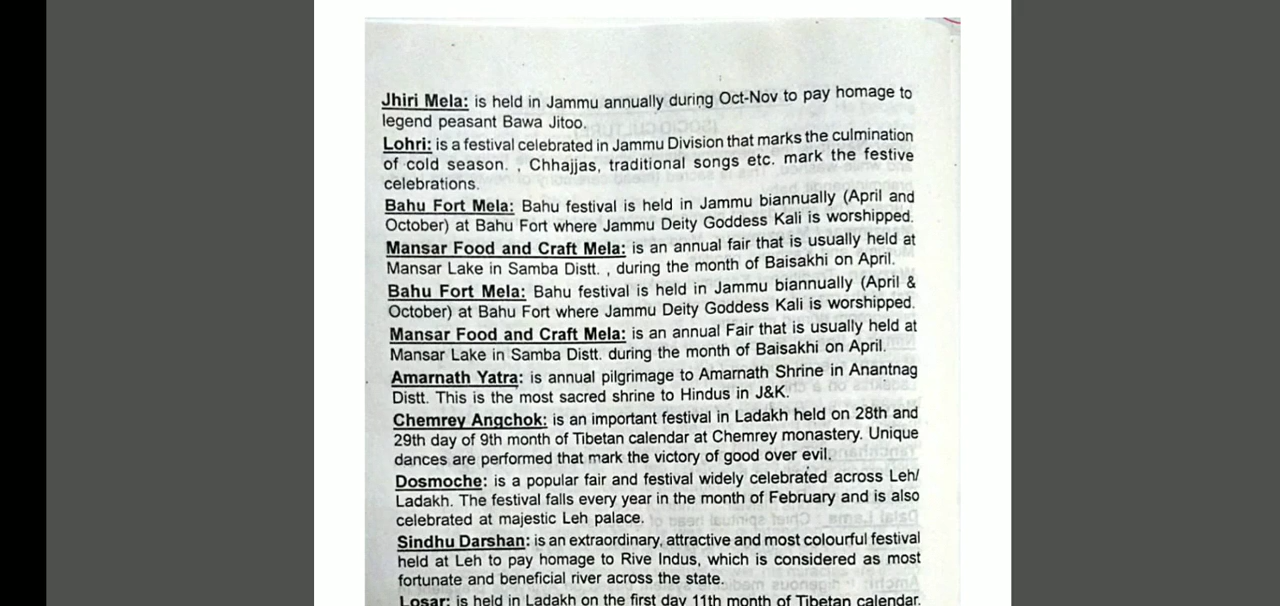 Jhiri Mela: is held in Jammu annually during Oct-Nov to pay homage to
legend peasant Bawa Jitoo.
Lohri: is a festival celebrated in Jammu Division that marks the culmination
of cold season. , Chhajjas, traditional songs etc. mark the festive
celebrations.
Bahu Fort Mela: Bahu festival is held in Jammu biannually (April and
October) at Bahu Fort where Jammu Deity Goddess Kali is worshipped.
Mansar Food and Craft Mela: is an annual fair that is usually held at
Mansar Lake in Samba Distt. , during the month of Baisakhi on April.
Bahu Fort Mela: Bahu festival is held in Jammu biannually (April &
October) at Bahu Fort where Jammu Deity Goddess Kali is worshipped.
Mansar Food and Craft Mela: is an annual Fair that is usually held at
Mansar Lake in Samba Distt. during the month of Baisakhi on April.
Amarnath Yatra: is annual pilgrimage to Amarnath Shrine in Anantnag
Distt. This is the most sacred shrine to Hindus in J&K.
Chemrey Angchok: is an important festival in Ladakh held on 28th and
29th day of 9th month of Tibetan calendar at Chemrey monastery. Unique
dances are performed that mark the victory of good over evil.
Dosmoche: is a popular fair and festival widely celebrated across Leh/
Ladakh. The festival falls every year in the month of February and is also
celebrated at majestic Leh palace.
Sindhu Darshan: is an extraordinary, attractive and most colourful festival
held at Leh to pay homage to Rive Indus, which is considered as most
fortunate and beneficial river across the state.
Losar: is held in Ladakh on the first day 11th month of Tibetan calendar.